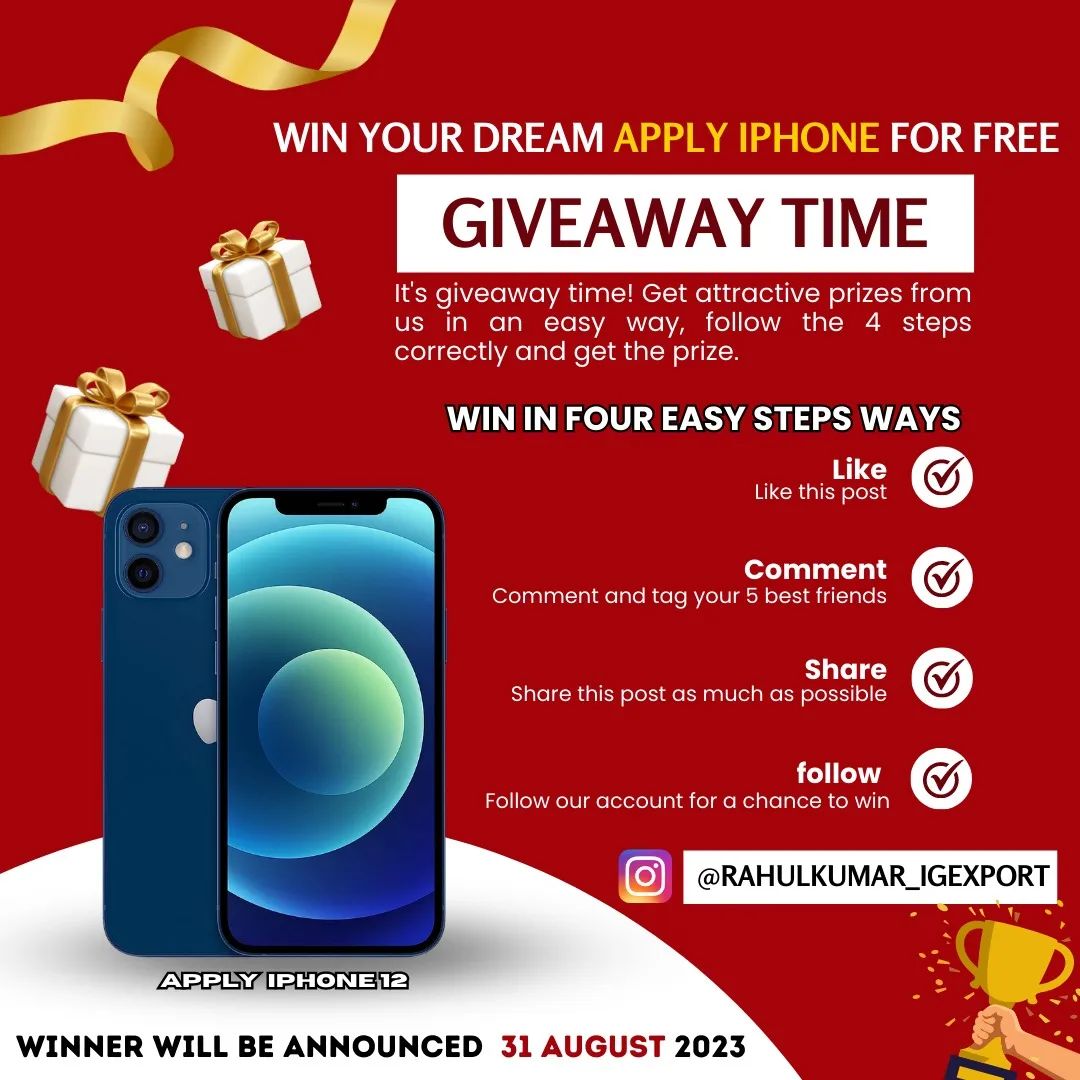 WIN YOUR DREAM APPLY IPHONE FOR FREE
GIVEAWAY TIME
It's giveaway time! Get attractive prizes from
us in an easy way, follow the 4 steps
correctly and get the prize.
WIN IN FOUR EASY STEPS WAYS
Like
Like this post
Comment
Comment and tag your 5 best friends
Share
Share this post as much as possible
follow
Follow our account for a chance to win
@RAHULKUMAR_IGEXPORT
APPLY IPHONE 12
WINNER WILL BE ANNOUNCED 31 AUGUST 2023